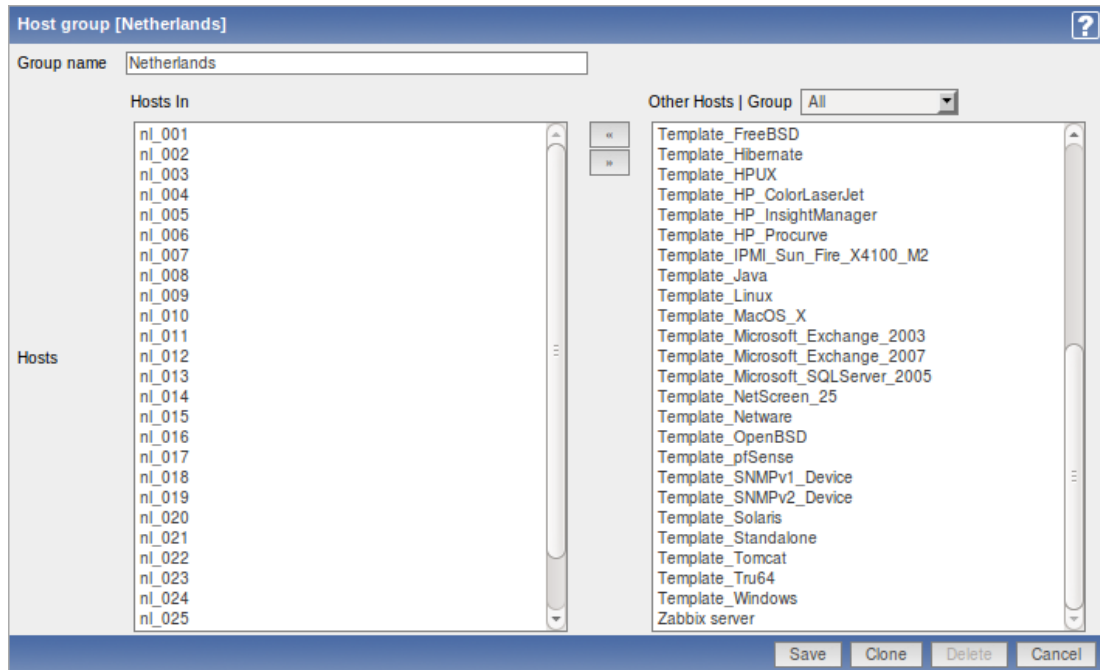 Host group [Netherlands] ?
Group name Netherlands
Hosts In
Other Hosts | Group All
Hosts
nl_001
nl_002
nl_003
nl_004
nl_005
nl_006
nl_007
nl_008
nl_009
nl_010
nl_011
nl_012
nl_013
nl_014
nl_015
nl_016
nl_017
nl_018
nl_019
nl_020
nl_021
nl_022
nl_023
nl_024
nl_025
«
»
Template_FreeBSD
Template_Hibernate
Template_HPUX
Template_HP_ColorLaserJet
Template_HP_InsightManager
Template_HP_Procurve
Template_IPMI_Sun_Fire_X4100_M2
Template_Java
Template_Linux
Template_MacOS_X
Template_Microsoft_Exchange_2003
Template_Microsoft_Exchange_2007
Template_Microsoft_SQLServer_2005
Template_NetScreen_25
Template_Netware
Template_OpenBSD
Template_pfSense
Template_SNMPv1_Device
Template_SNMPv2_Device
Template_Solaris
Template_Standalone
Template_Tomcat
Template_Tru64
Template_Windows
Zabbix server
Save Clone Delete Cancel